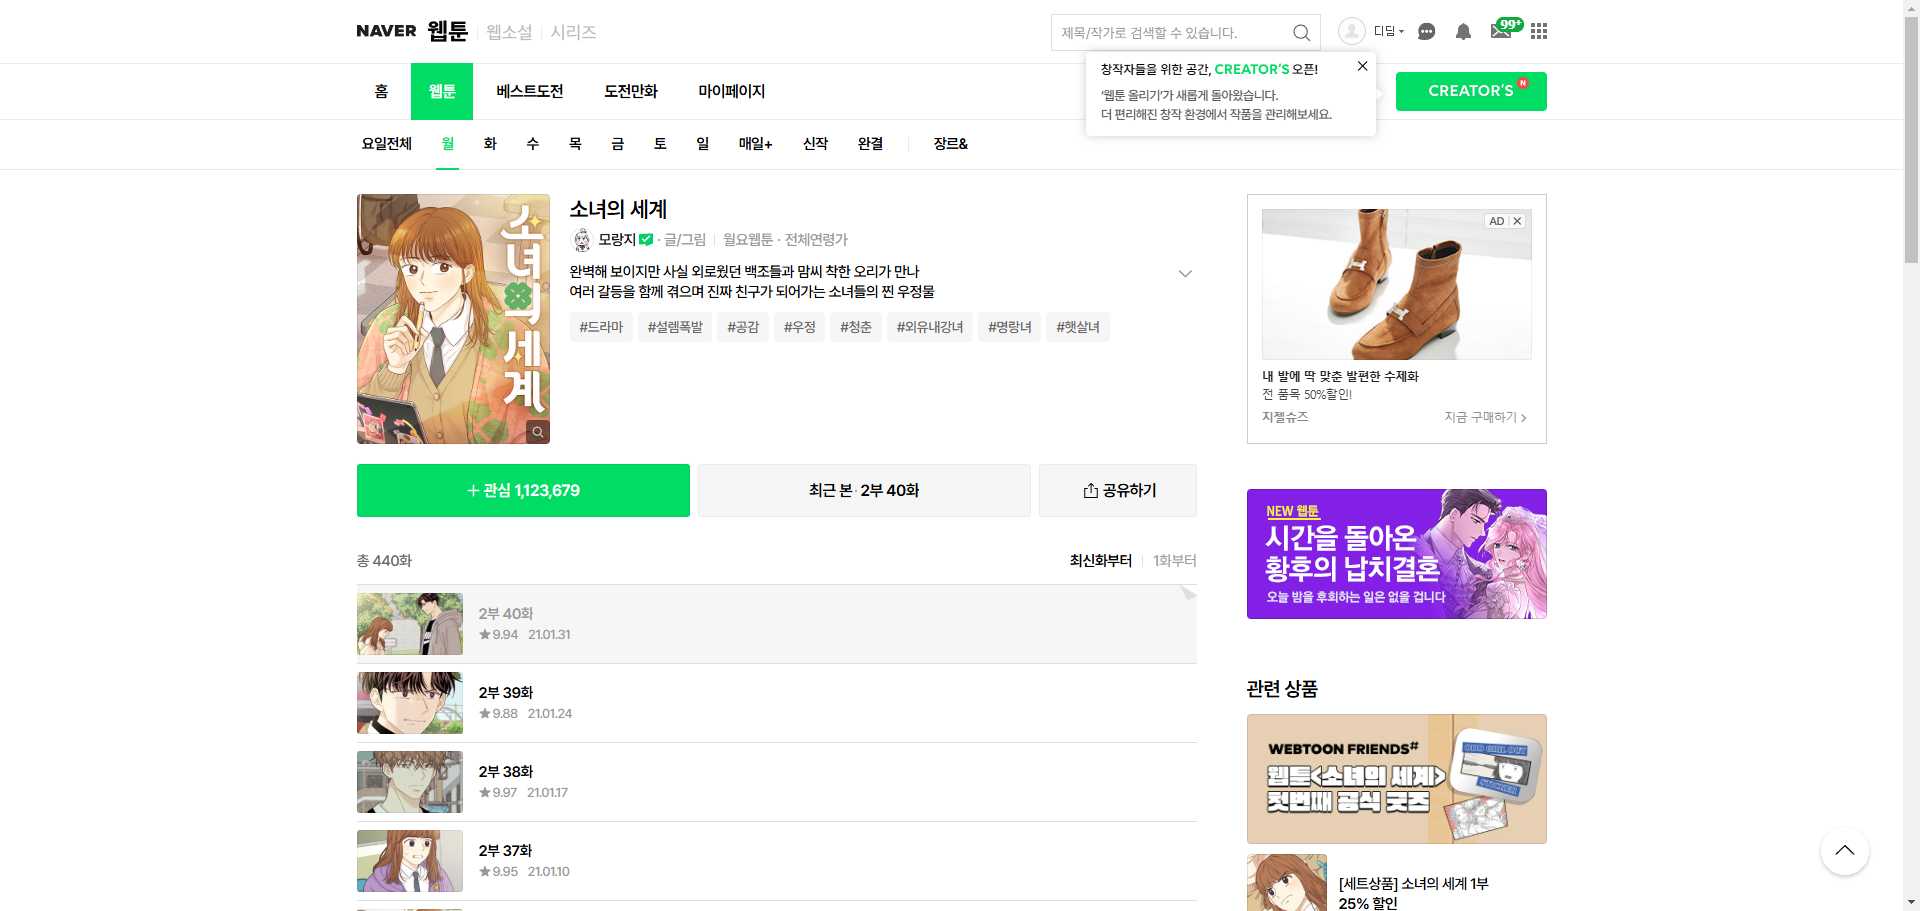 NAVER 웹툰 웹소설 시리즈
제목/작가로 검색할 수 있습니다.
디딤
99+
홈 웹툰 베스트도전 도전만화 마이페이지
창작자들을 위한 공간, CREATOR'S 오픈!
'웹툰 올리기'가 새롭게 돌아왔습니다.
더 편리해진 창작 환경에서 작품을 관리해보세요.
CREATOR'S N
요일전체 월 화 수 목 금 토 일 매일+ 신작 완결 장르&
소녀의 세계
소녀의 세계
모랑지 · 글/그림 월요웹툰 · 전체연령가
완벽해 보이지만 사실 외로웠던 백조들과 맘씨 착한 오리가 만나
여러 갈등을 함께 겪으며 진짜 친구가 되어가는 소녀들의 찐 우정물
#드라마 #설렘폭발 #공감 #우정 #청춘 #외유내강녀 #명랑녀 #햇살녀
AD
내 발에 딱 맞춘 발편한 수제화
전 품목 50%할인!
지젤슈즈 지금 구매하기
+ 관심 1,123,679
최근 본 · 2부 40화
공유하기
총 440화
최신화부터 1화부터
2부 40화
★9.94 21.01.31
2부 39화
★9.88 21.01.24
2부 38화
★9.97 21.01.17
2부 37화
★9.95 21.01.10
NEW 웹툰
시간을 돌아온
황후의 납치결혼
오늘 밤을 후회하는 일은 없을 겁니다
관련 상품
WEBTOON FRIENDS#
웹툰<소녀의 세계>
첫번째 공식 굿즈
ODD GIRL OUT
STICKER
[세트상품] 소녀의 세계 1부
25% 할인